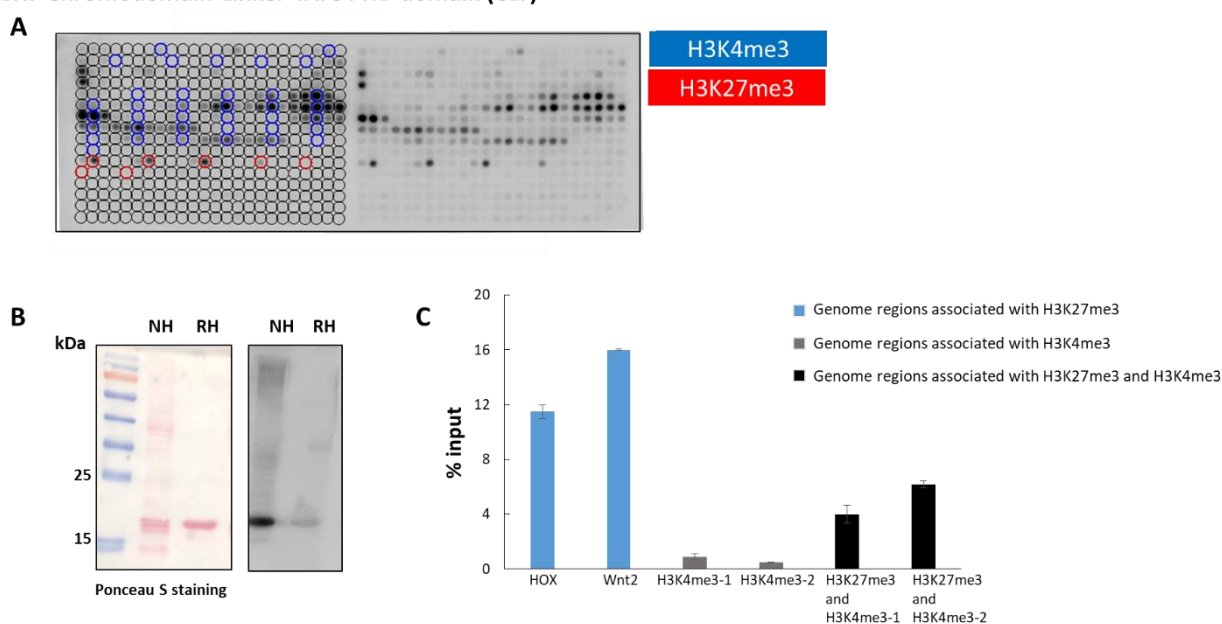 A
H3K4me3
H3K27me3
B
NH RH NH RH
kDa
25
15
Ponceau S staining
C
20
16
12
8
4
0
% input
HOX
Wnt2
H3K4me3-1
H3K4me3-2
H3K27me3
and
H3K4me3-1
H3K27me3
and
H3K4me3-2
Genome regions associated with H3K27me3
Genome regions associated with H3K4me3
Genome regions associated with H3K27me3 and H3K4me3